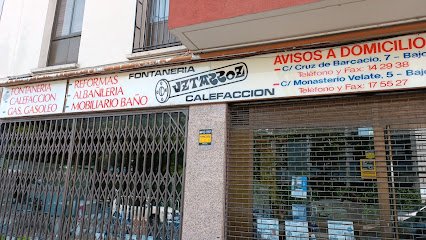 FONTANERIA
CALEFACCION
GAS. GASOLEO
- REFORMAS
- ALBAÑILERIA
- MOBILIARIO BAÑO
FONTANERIA
UZTARROZ
CALEFACCION
AVISOS A DOMICILIO
- C/ Cruz de Barcacio, 7 - Bajo
Teléfono y Fax: 14 29 38
- C/ Monasterio Velate, 5 - Bajo
Teléfono y Fax: 17 55 27